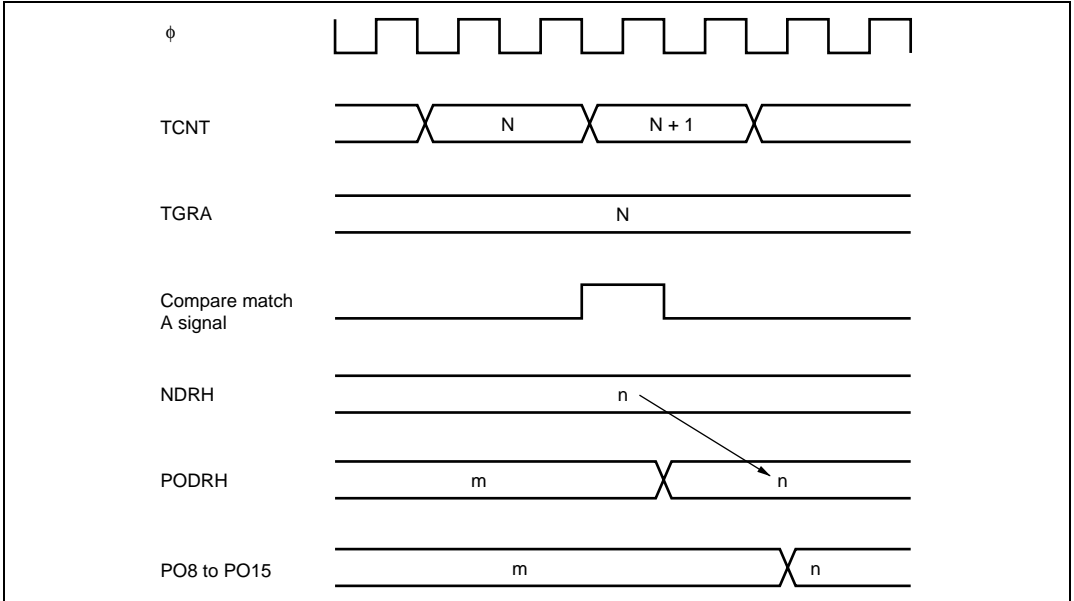 ϕ
TCNT
N
N + 1
TGRA
N
Compare match
A signal
NDRH
n
PODRH
m
n
PO8 to PO15
m
n